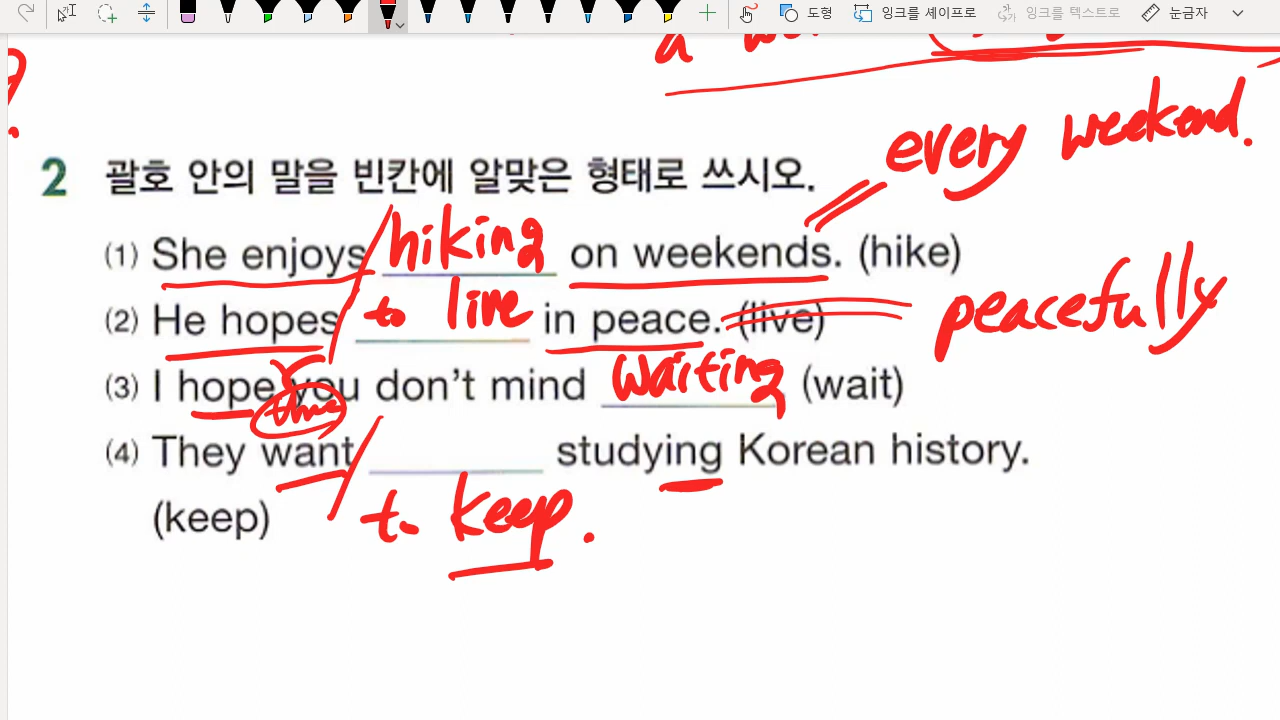 도형 잉크를 셰이프로 잉크를 텍스트로 눈금자
a
every weekend.
2 괄호 안의 말을 빈칸에 알맞은 형태로 쓰시오.
(1) She enjoys hiking on weekends. (hike)
(2) He hopes to live in peace. (live) peacefully
(3) I hope you don't mind waiting (wait)
(4) They want studying Korean history.
(keep) to keep.